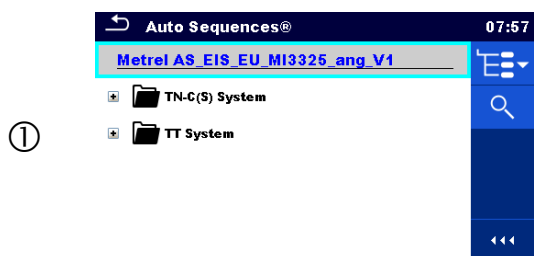 Auto Sequences® 07:57
Metrel AS_EIS_EU_MI3325_ang_V1
TN-C(S) System
① TT System